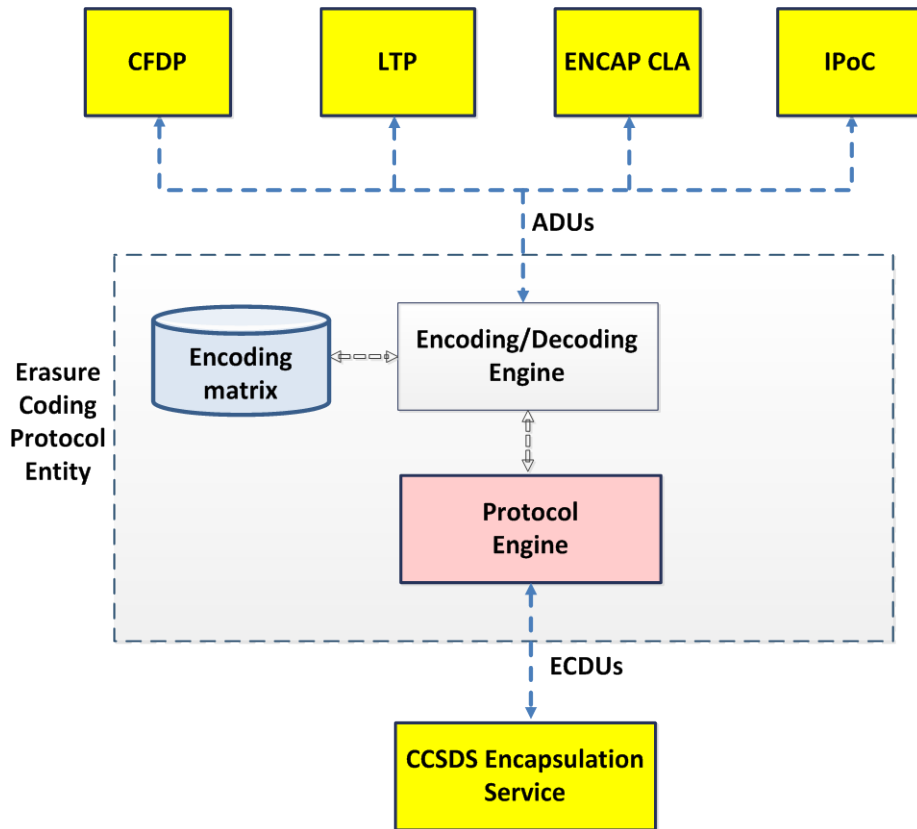 CFDP
LTP
ENCAP CLA
IPoC
ADUs
Encoding
matrix
Encoding/Decoding
Engine
Erasure
Coding
Protocol
Entity
Protocol
Engine
ECDUs
CCSDS Encapsulation
Service